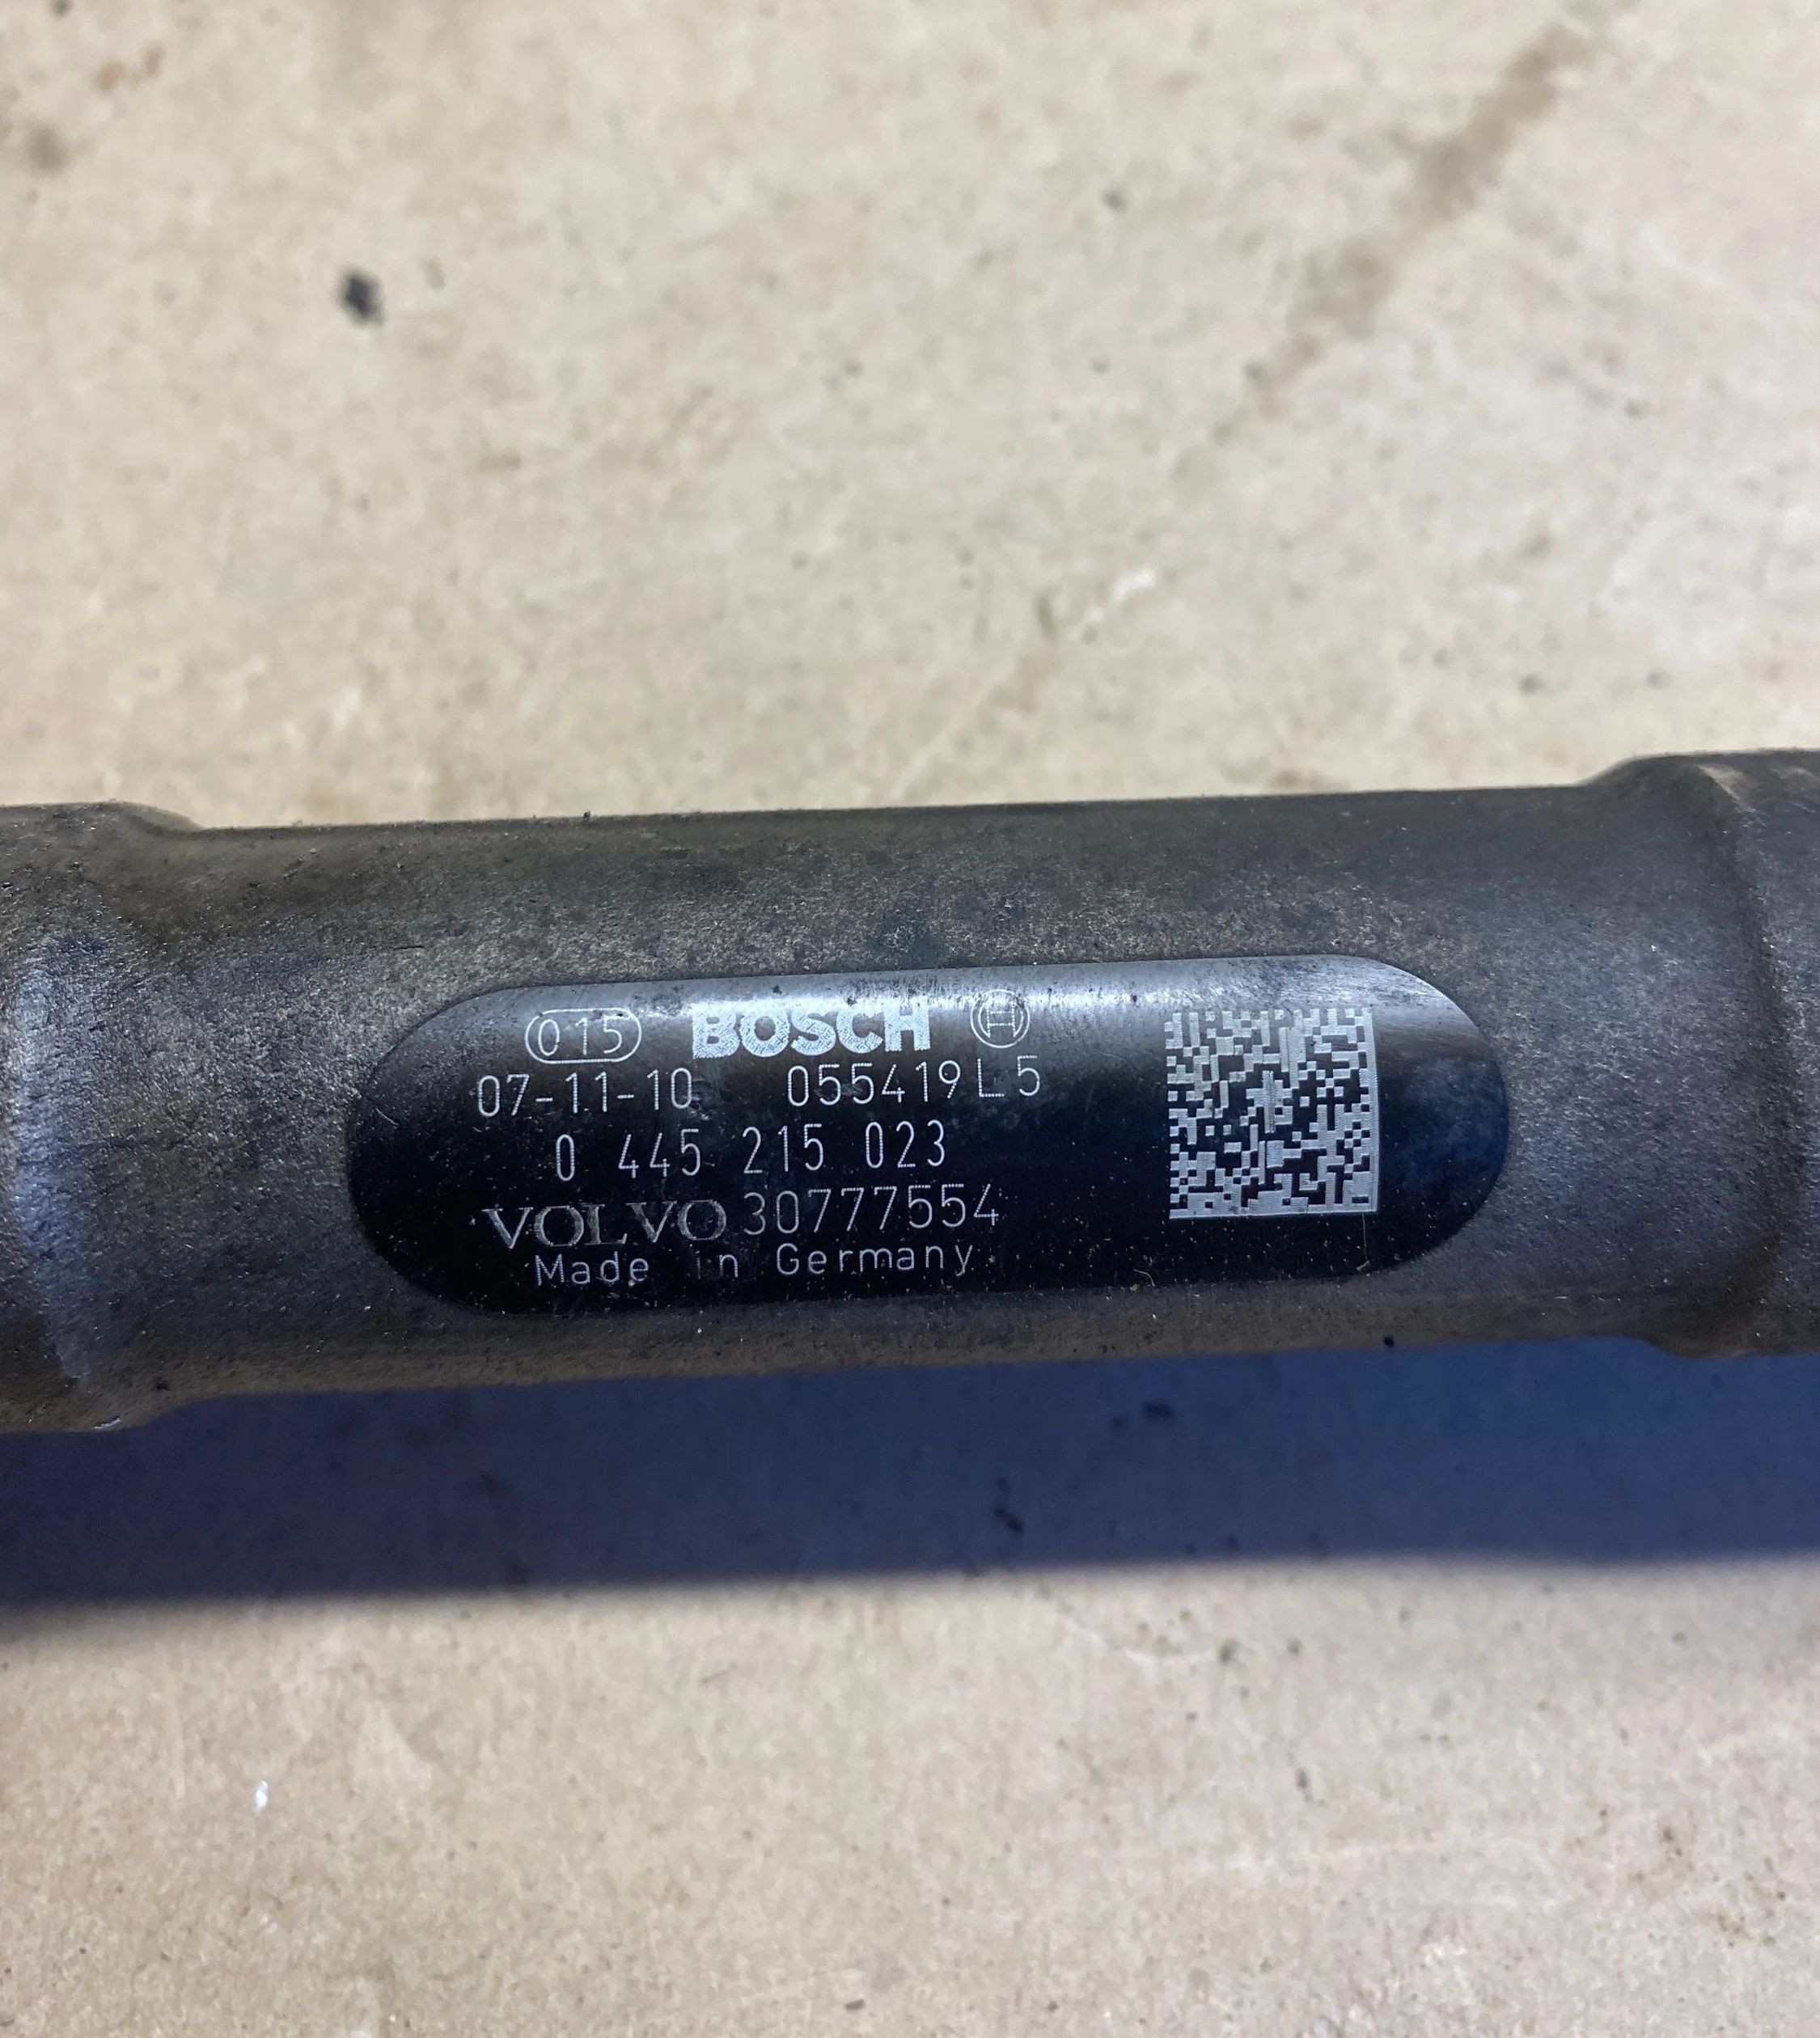 015 BOSCH
07-11-10 055419L5
0 445 215 023
VOLVO 30777554
Made in Germany